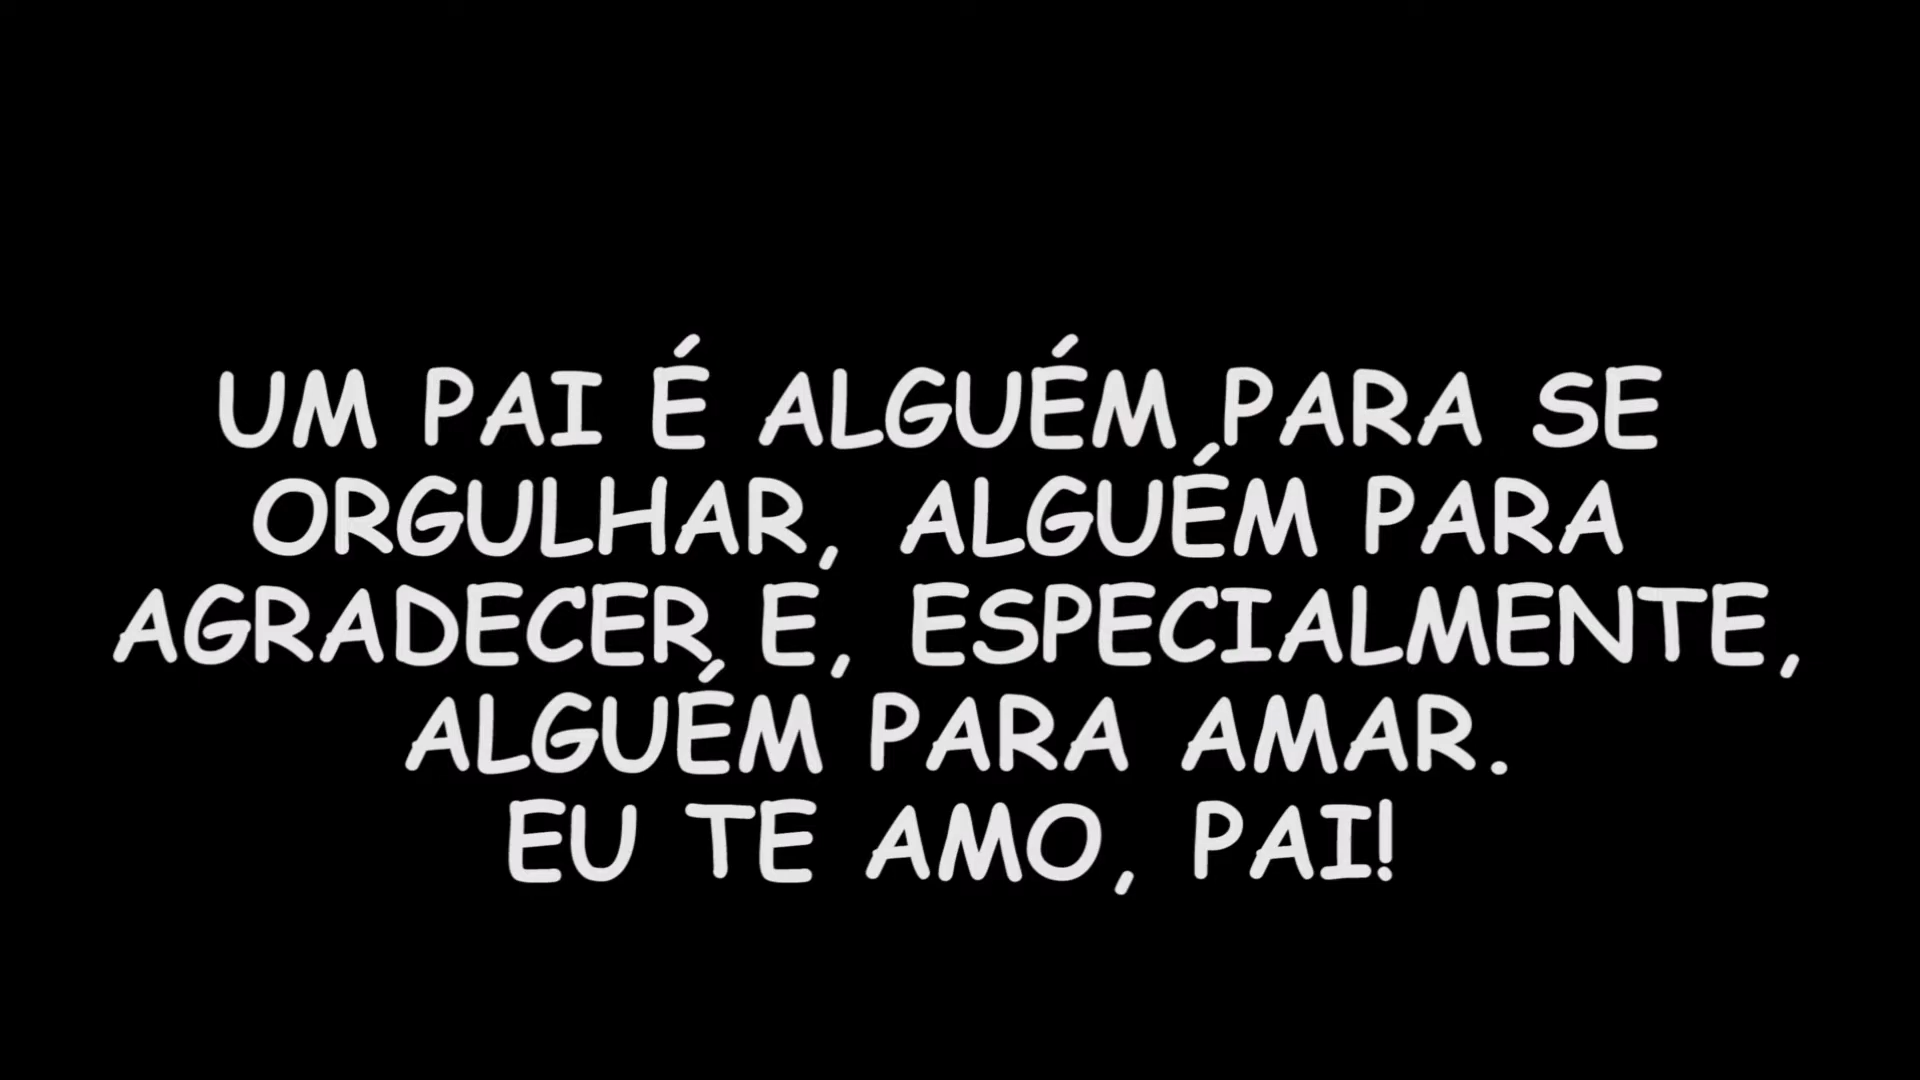 UM PAI É ALGUÉM PARA SE
ORGULHAR, ALGUÉM PARA
AGRADECER E, ESPECIALMENTE,
ALGUÉM PARA AMAR.
EU TE AMO, PAI!